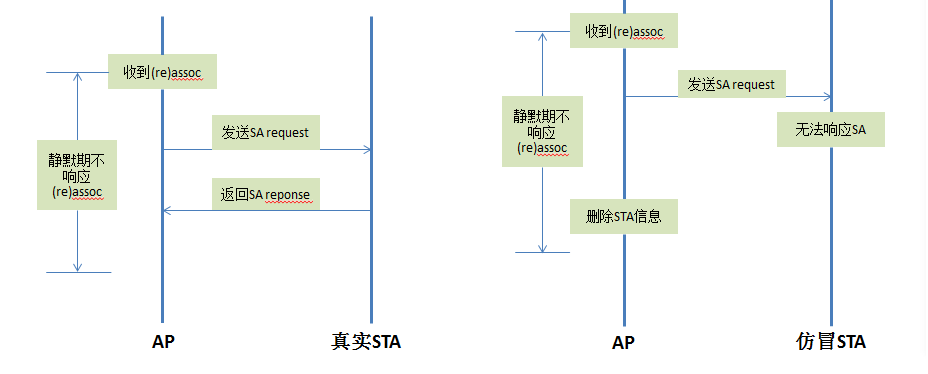 收到(re)assoc
发送SA request
静默期不
响应
(re)assoc
返回SA reponse
AP
真实STA
收到(re)assoc
发送SA request
静默期不
响应
(re)assoc
无法响应SA
删除STA信息
AP
仿冒STA